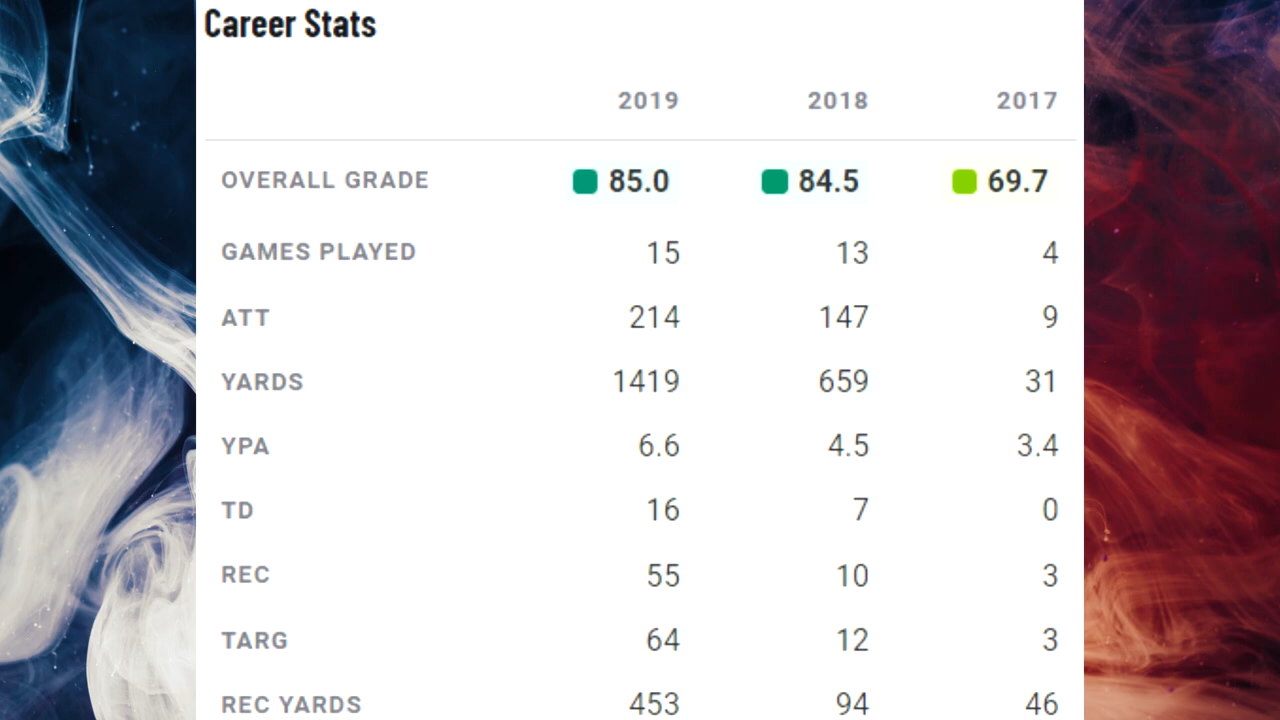 Career Stats
2019 2018 2017
OVERALL GRADE 85.0 84.5 69.7
GAMES PLAYED 15 13 4
ATT 214 147 9
YARDS 1419 659 31
YPA 6.6 4.5 3.4
TD 16 7 0
REC 55 10 3
TARG 64 12 3
REC YARDS 453 94 46